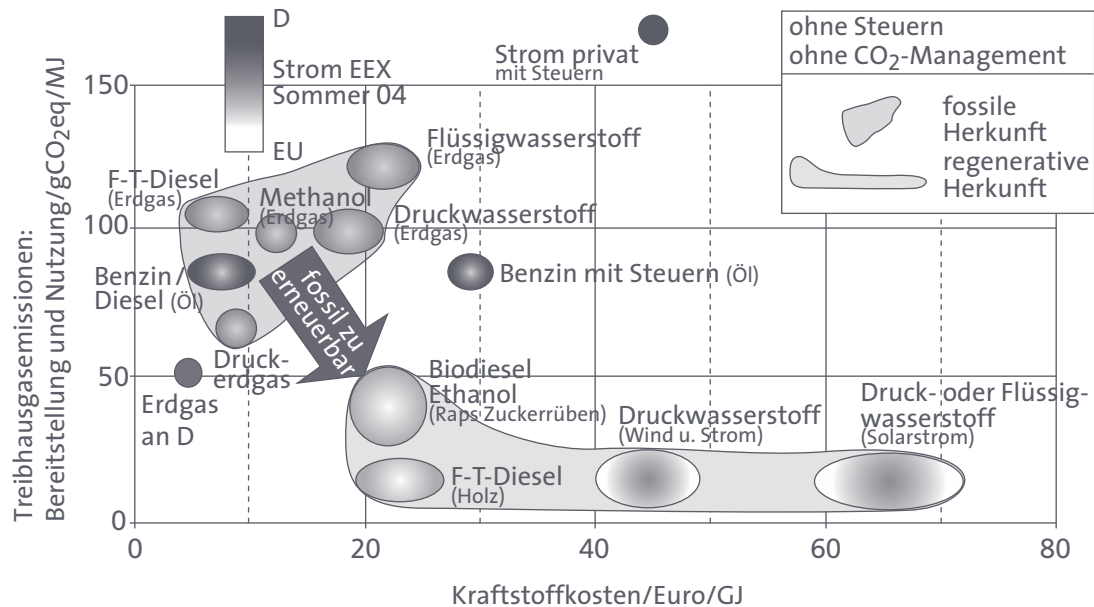 D
Strom EEX
Sommer 04
EU
Strom privat
mit Steuern
ohne Steuern
ohne CO₂-Management
fossile
Herkunft
regenerative
Herkunft
Treibhausgasemissionen:
Bereitstellung und Nutzung/gCO₂eq/MJ
150
100
50
0
F-T-Diesel
(Erdgas)
Methanol
(Erdgas)
Flüssigwasserstoff
(Erdgas)
Druckwasserstoff
(Erdgas)
Benzin/
Diesel (Öl)
Benzin mit Steuern (Öl)
fossil zu
erneuerbar
Druck-
erdgas
Erdgas
an D
Biodiesel
Ethanol
(Raps Zuckerrüben)
F-T-Diesel
(Holz)
Druckwasserstoff
(Wind u. Strom)
Druck- oder Flüssig-
wasserstoff
(Solarstrom)
0
20
40
60
80
Kraftstoffkosten/Euro/GJ